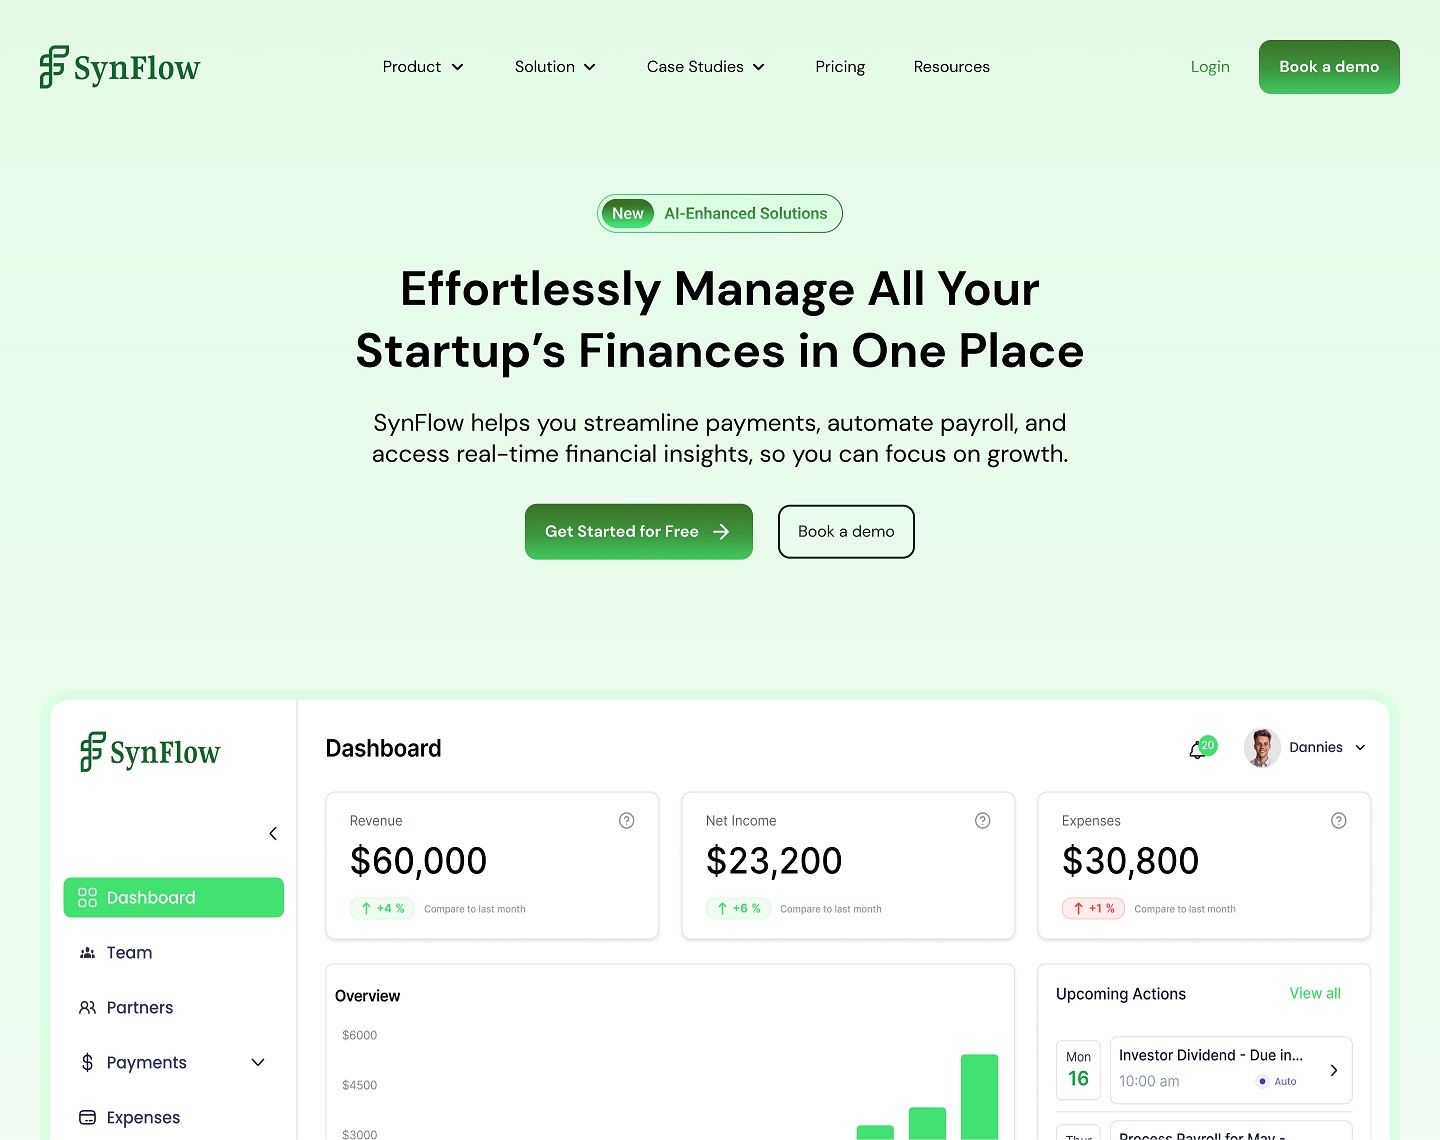 SynFlow
Product
Solution
Case Studies
Pricing
Resources
Login
Book a demo
New AI-Enhanced Solutions
Effortlessly Manage All Your
Startup’s Finances in One Place
SynFlow helps you streamline payments, automate payroll, and
access real-time financial insights, so you can focus on growth.
Get Started for Free
Book a demo
SynFlow
Dashboard
Team
Partners
Payments
Expenses
Dashboard
20
Dannies
Revenue
$60,000
+4 %
Compare to last month
Net Income
$23,200
+6 %
Compare to last month
Expenses
$30,800
+1 %
Compare to last month
Overview
$6000
$4500
$3000
Upcoming Actions
View all
Mon
16
Investor Dividend - Due in...
10:00 am
Auto
Thur
Process Payroll for May -